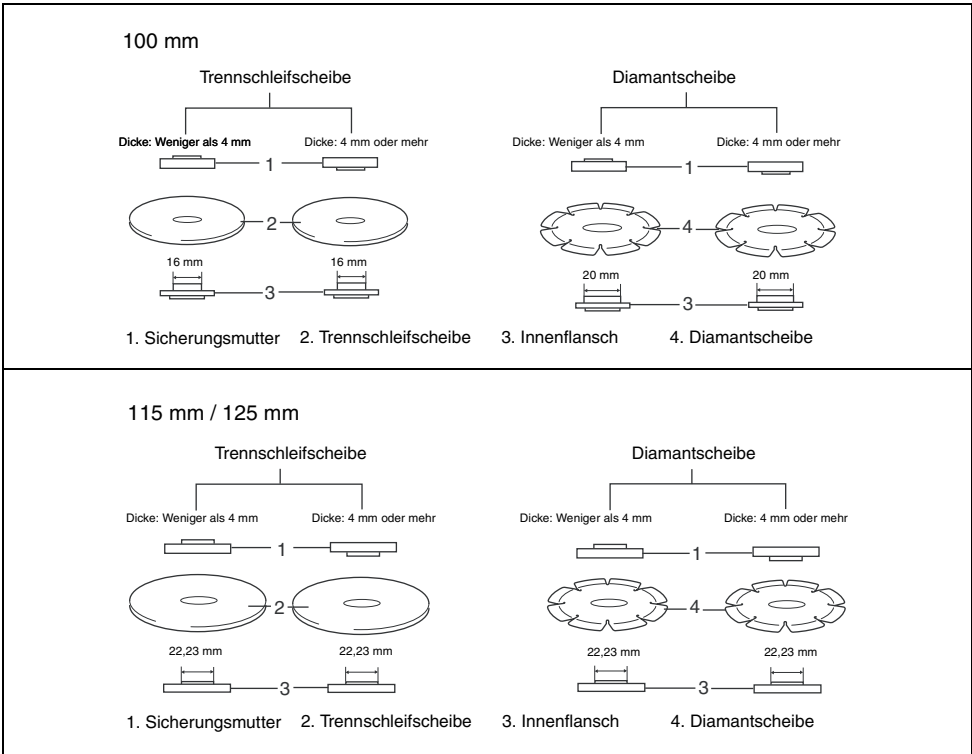 100 mm
Trennschleifscheibe Diamantscheibe
Dicke: Weniger als 4 mm Dicke: 4 mm oder mehr Dicke: Weniger als 4 mm Dicke: 4 mm oder mehr
1 1
2 4
16 mm 16 mm 20 mm 20 mm
3 3
1. Sicherungsmutter 2. Trennschleifscheibe 3. Innenflansch 4. Diamantscheibe
115 mm / 125 mm
Trennschleifscheibe Diamantscheibe
Dicke: Weniger als 4 mm Dicke: 4 mm oder mehr Dicke: Weniger als 4 mm Dicke: 4 mm oder mehr
1 1
2 4
22,23 mm 22,23 mm 22,23 mm 22,23 mm
3 3
1. Sicherungsmutter 2. Trennschleifscheibe 3. Innenflansch 4. Diamantscheibe